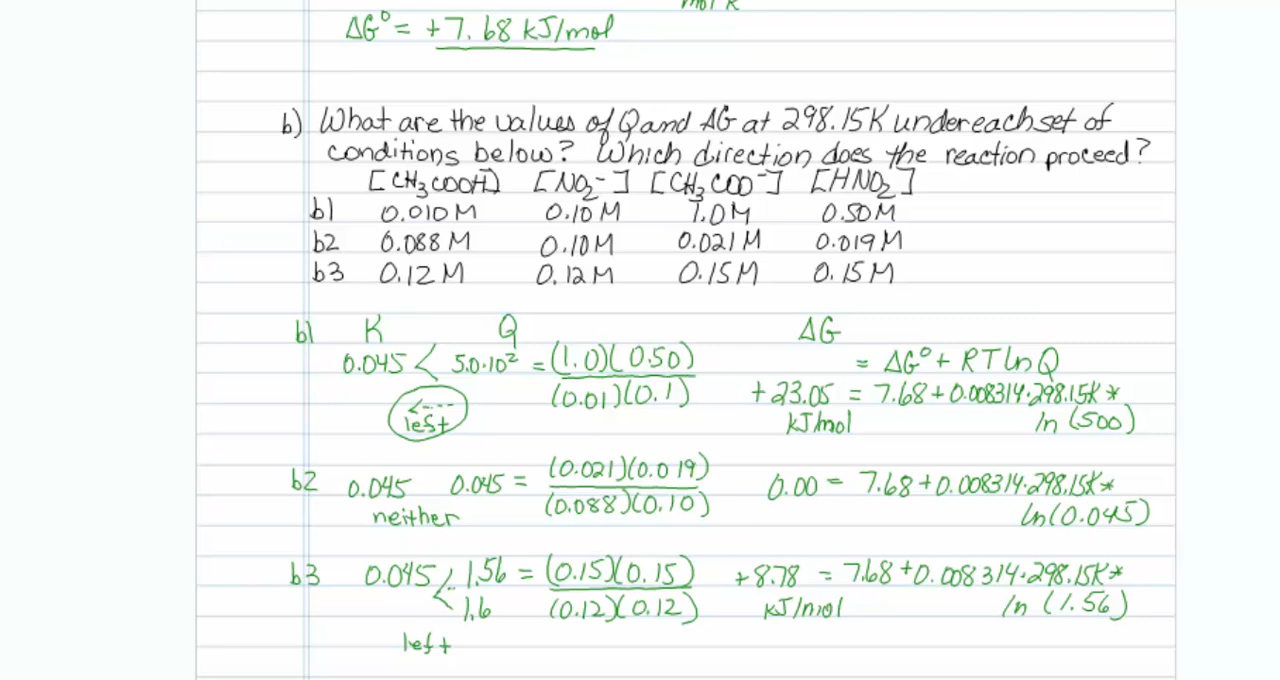 mol K
ΔG° = +7.68 kJ/mol
b) What are the values of Q and ΔG at 298.15K under each set of
conditions below? Which direction does the reaction proceed?
[CH₃COOH] [NO₂⁻] [CH₃COO⁻] [HNO₂]
b1 0.010M 0.10M 1.0M 0.50M
b2 0.088M 0.10M 0.021M 0.019M
b3 0.12M 0.12M 0.15M 0.15M
b1 K Q ΔG
0.045 < 5.0·10² = (1.0)(0.50) = ΔG° + RTlnQ
<---- (0.01)(0.1) +23.05 = 7.68+0.008314·298.15K*
left kJ/mol ln(500)
b2 0.045 0.045 = (0.021)(0.019) 0.00 = 7.68+0.008314·298.15K*
neither (0.088)(0.10) ln(0.045)
b3 0.045 < 1.56 = (0.15)(0.15) +8.78 = 7.68+0.008314·298.15K*
< 1.6 (0.12)(0.12) kJ/mol ln(1.56)
left